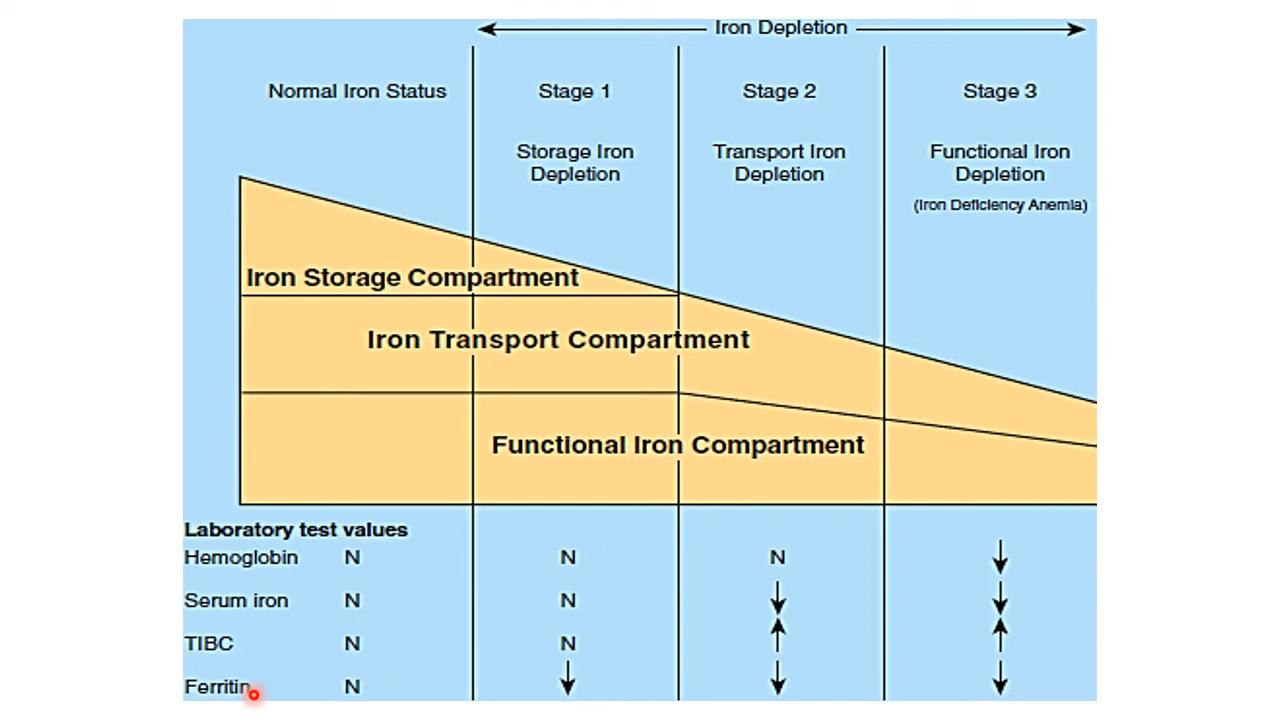 Iron Depletion
Normal Iron Status
Stage 1
Stage 2
Stage 3
Storage Iron
Depletion
Transport Iron
Depletion
Functional Iron
Depletion
(Iron Deficiency Anemia)
Iron Storage Compartment
Iron Transport Compartment
Functional Iron Compartment
Laboratory test values
Hemoglobin N N N ↓
Serum iron N N ↓ ↓
TIBC N N ↑ ↑
Ferritin N ↓ ↓ ↓